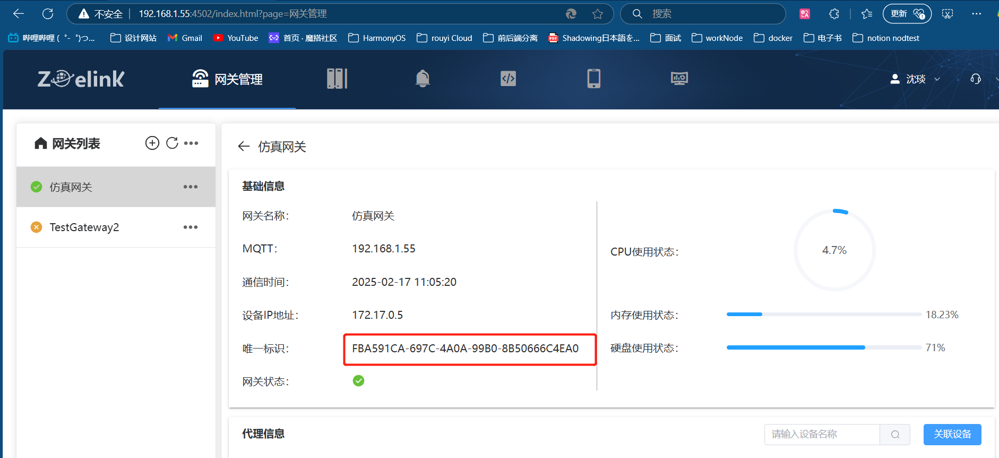 不安全 192.168.1.55:4502/index.html?page=网关管理 搜索 更新
哔哩哔哩 (゜-゜)つ... 设计网站 Gmail YouTube 首页 · 魔搭社区 HarmonyOS rouyi Cloud 前后端分离 Shadowing日本語を... 面试 workNode docker 电子书 notion nodtest
Zoelink 网关管理 沈琰
网关列表
仿真网关
TestGateway2
仿真网关
基础信息
网关名称： 仿真网关
MQTT： 192.168.1.55
通信时间： 2025-02-17 11:05:20
设备IP地址： 172.17.0.5
唯一标识： FBA591CA-697C-4A0A-99B0-8B50666C4EA0
网关状态：
CPU使用状态： 4.7%
内存使用状态： 18.23%
硬盘使用状态： 71%
代理信息 请输入设备名称 关联设备